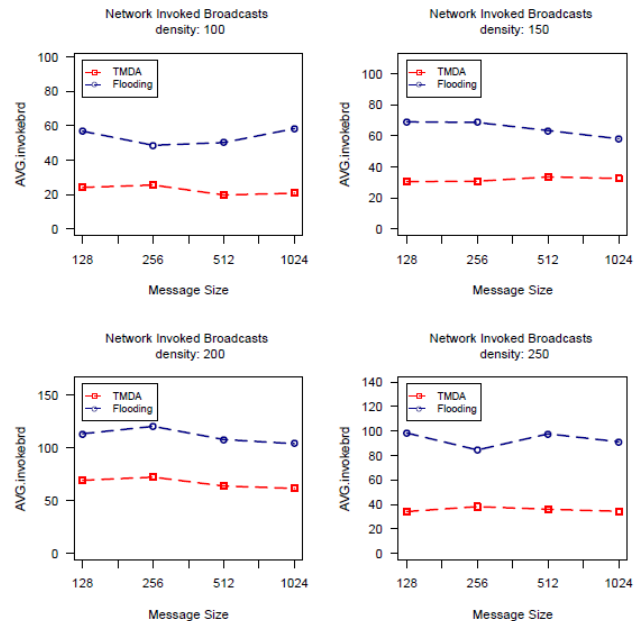 Network Invoked Broadcasts
density: 100
100
80
60
40
20
0
AVG.invokebrd
TMDA
Flooding
128
256
512
1024
Message Size
Network Invoked Broadcasts
density: 150
100
80
60
40
20
0
AVG.invokebrd
TMDA
Flooding
128
256
512
1024
Message Size
Network Invoked Broadcasts
density: 200
150
100
50
0
AVG.invokebrd
TMDA
Flooding
128
256
512
1024
Message Size
Network Invoked Broadcasts
density: 250
140
120
100
80
60
40
20
0
AVG.invokebrd
TMDA
Flooding
128
256
512
1024
Message Size